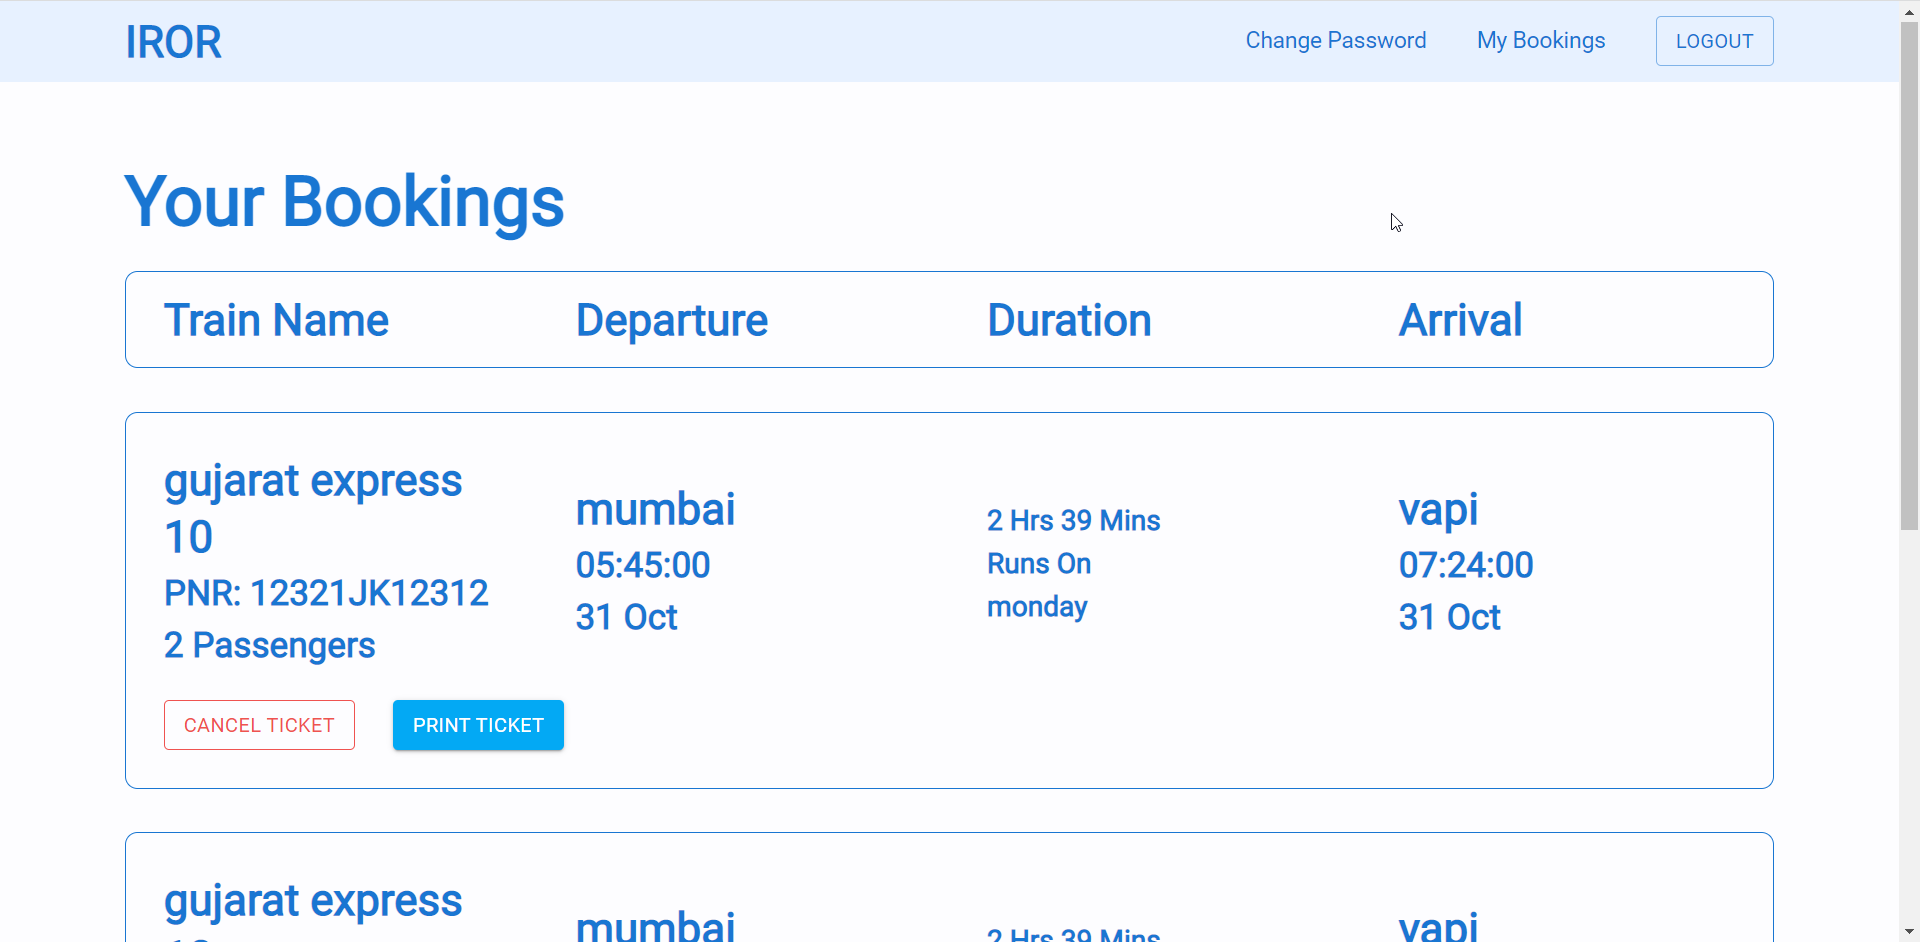 IROR
Change Password My Bookings LOGOUT
Your Bookings
Train Name Departure Duration Arrival
gujarat express
10
PNR: 12321JK12312
2 Passengers
mumbai
05:45:00
31 Oct
2 Hrs 39 Mins
Runs On
monday
vapi
07:24:00
31 Oct
CANCEL TICKET PRINT TICKET
gujarat express
mumbai
2 Hrs 39 Mins
vapi